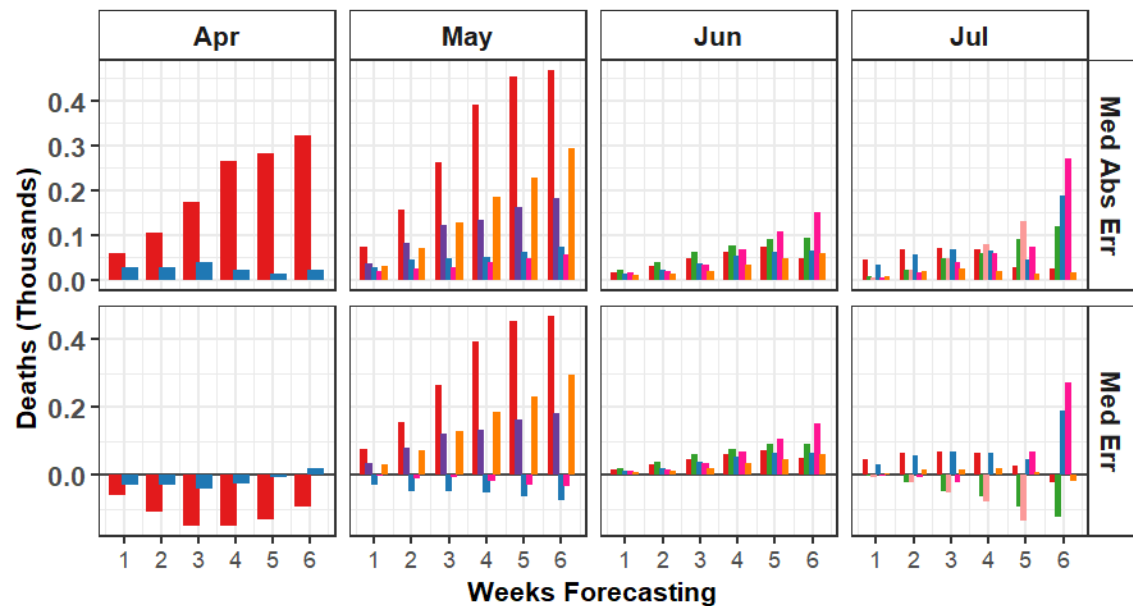 Apr May Jun Jul
Deaths (Thousands)
0.4
0.3
0.2
0.1
0.0
Med Abs Err
0.4
0.2
0.0
Med Err
1 2 3 4 5 6 1 2 3 4 5 6 1 2 3 4 5 6 1 2 3 4 5 6
Weeks Forecasting